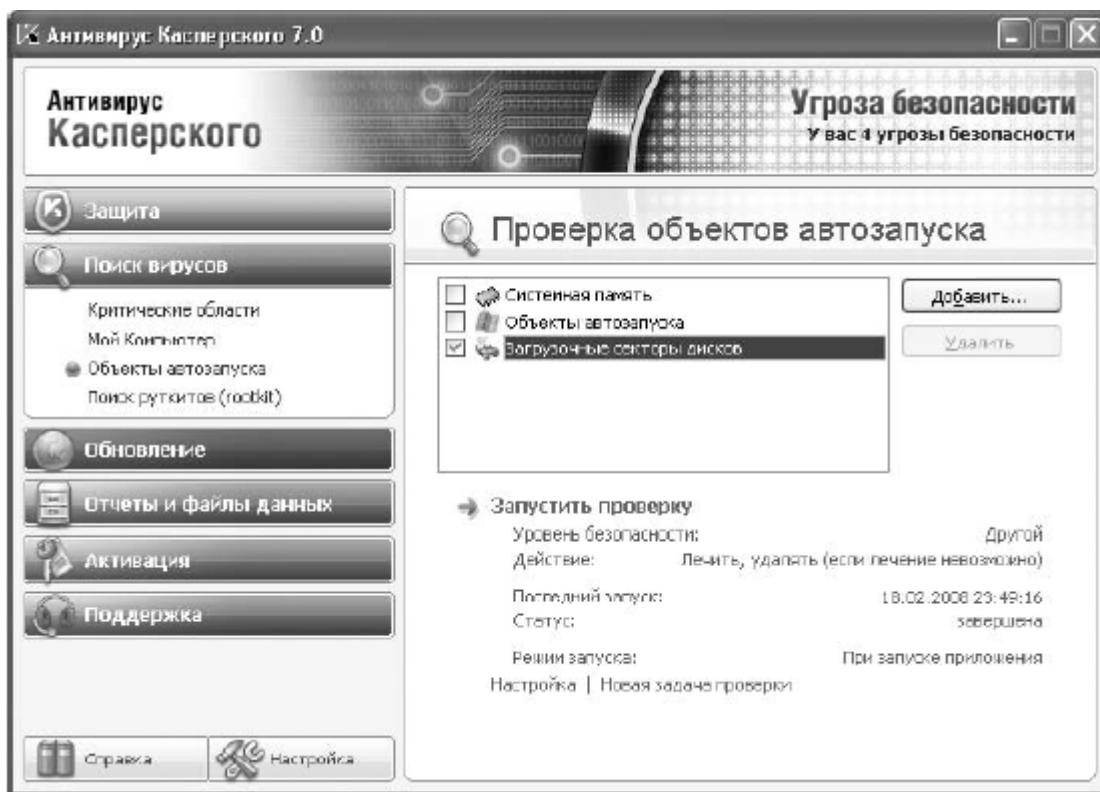 Антивирус Касперского 7.0
Антивирус
Касперского
Угроза безопасности
У вас 4 угрозы безопасности
Защита
Поиск вирусов
Критические области
Мой Компьютер
Объекты автозапуска
Поиск руткитов (rootkit)
Обновление
Отчеты и файлы данных
Активация
Поддержка
Справка
Настройка
Проверка объектов автозапуска
Системная память
Объекты автозапуска
Загрузочные секторы дисков
Добавить...
Удалить
Запустить проверку
Уровень безопасности: Другой
Действие: Лечить, удалять (если лечение невозможно)
Последний запуск: 18.02.2008 23:49:16
Статус: завершена
Режим запуска: При запуске приложения
Настройка | Новая задача проверки